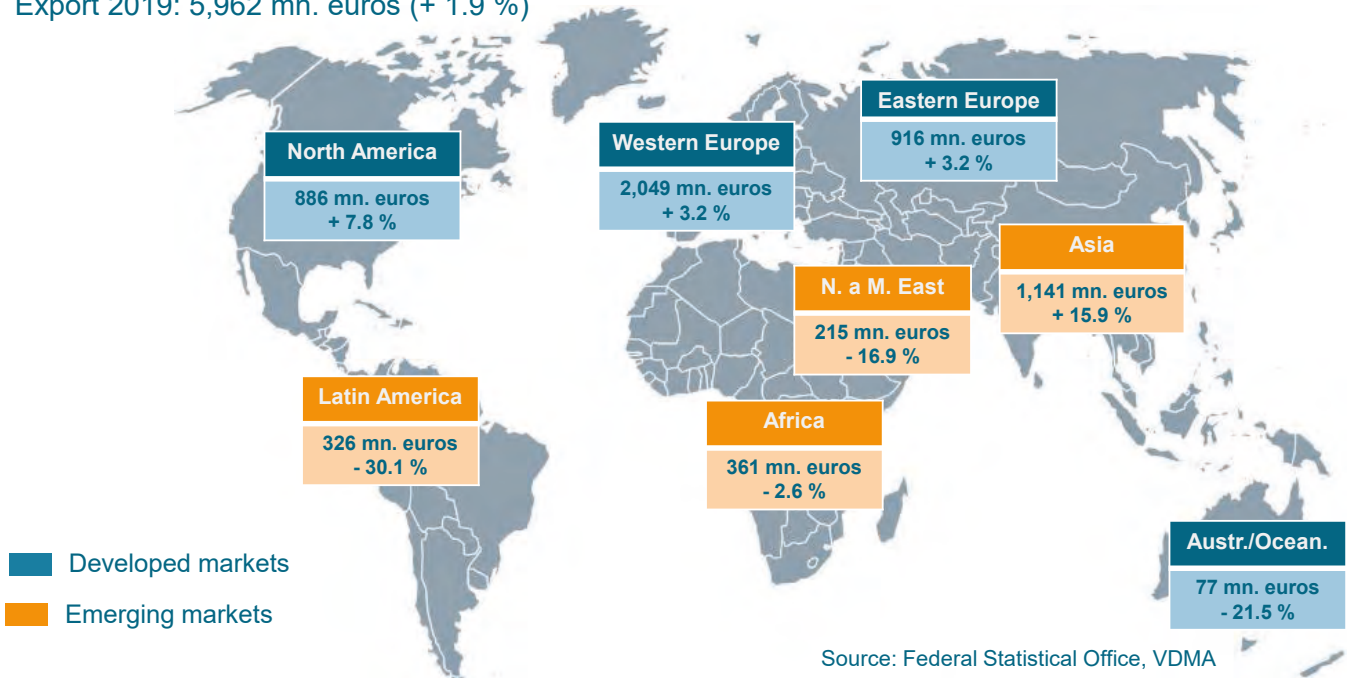 Export 2019: 5,962 mn. euros (+ 1.9 %)
Eastern Europe
916 mn. euros
+ 3.2 %
Western Europe
2,049 mn. euros
+ 3.2 %
North America
886 mn. euros
+ 7.8 %
Asia
1,141 mn. euros
+ 15.9 %
N. a M. East
215 mn. euros
- 16.9 %
Latin America
326 mn. euros
- 30.1 %
Africa
361 mn. euros
- 2.6 %
Austr./Ocean.
77 mn. euros
- 21.5 %
Developed markets
Emerging markets
Source: Federal Statistical Office, VDMA